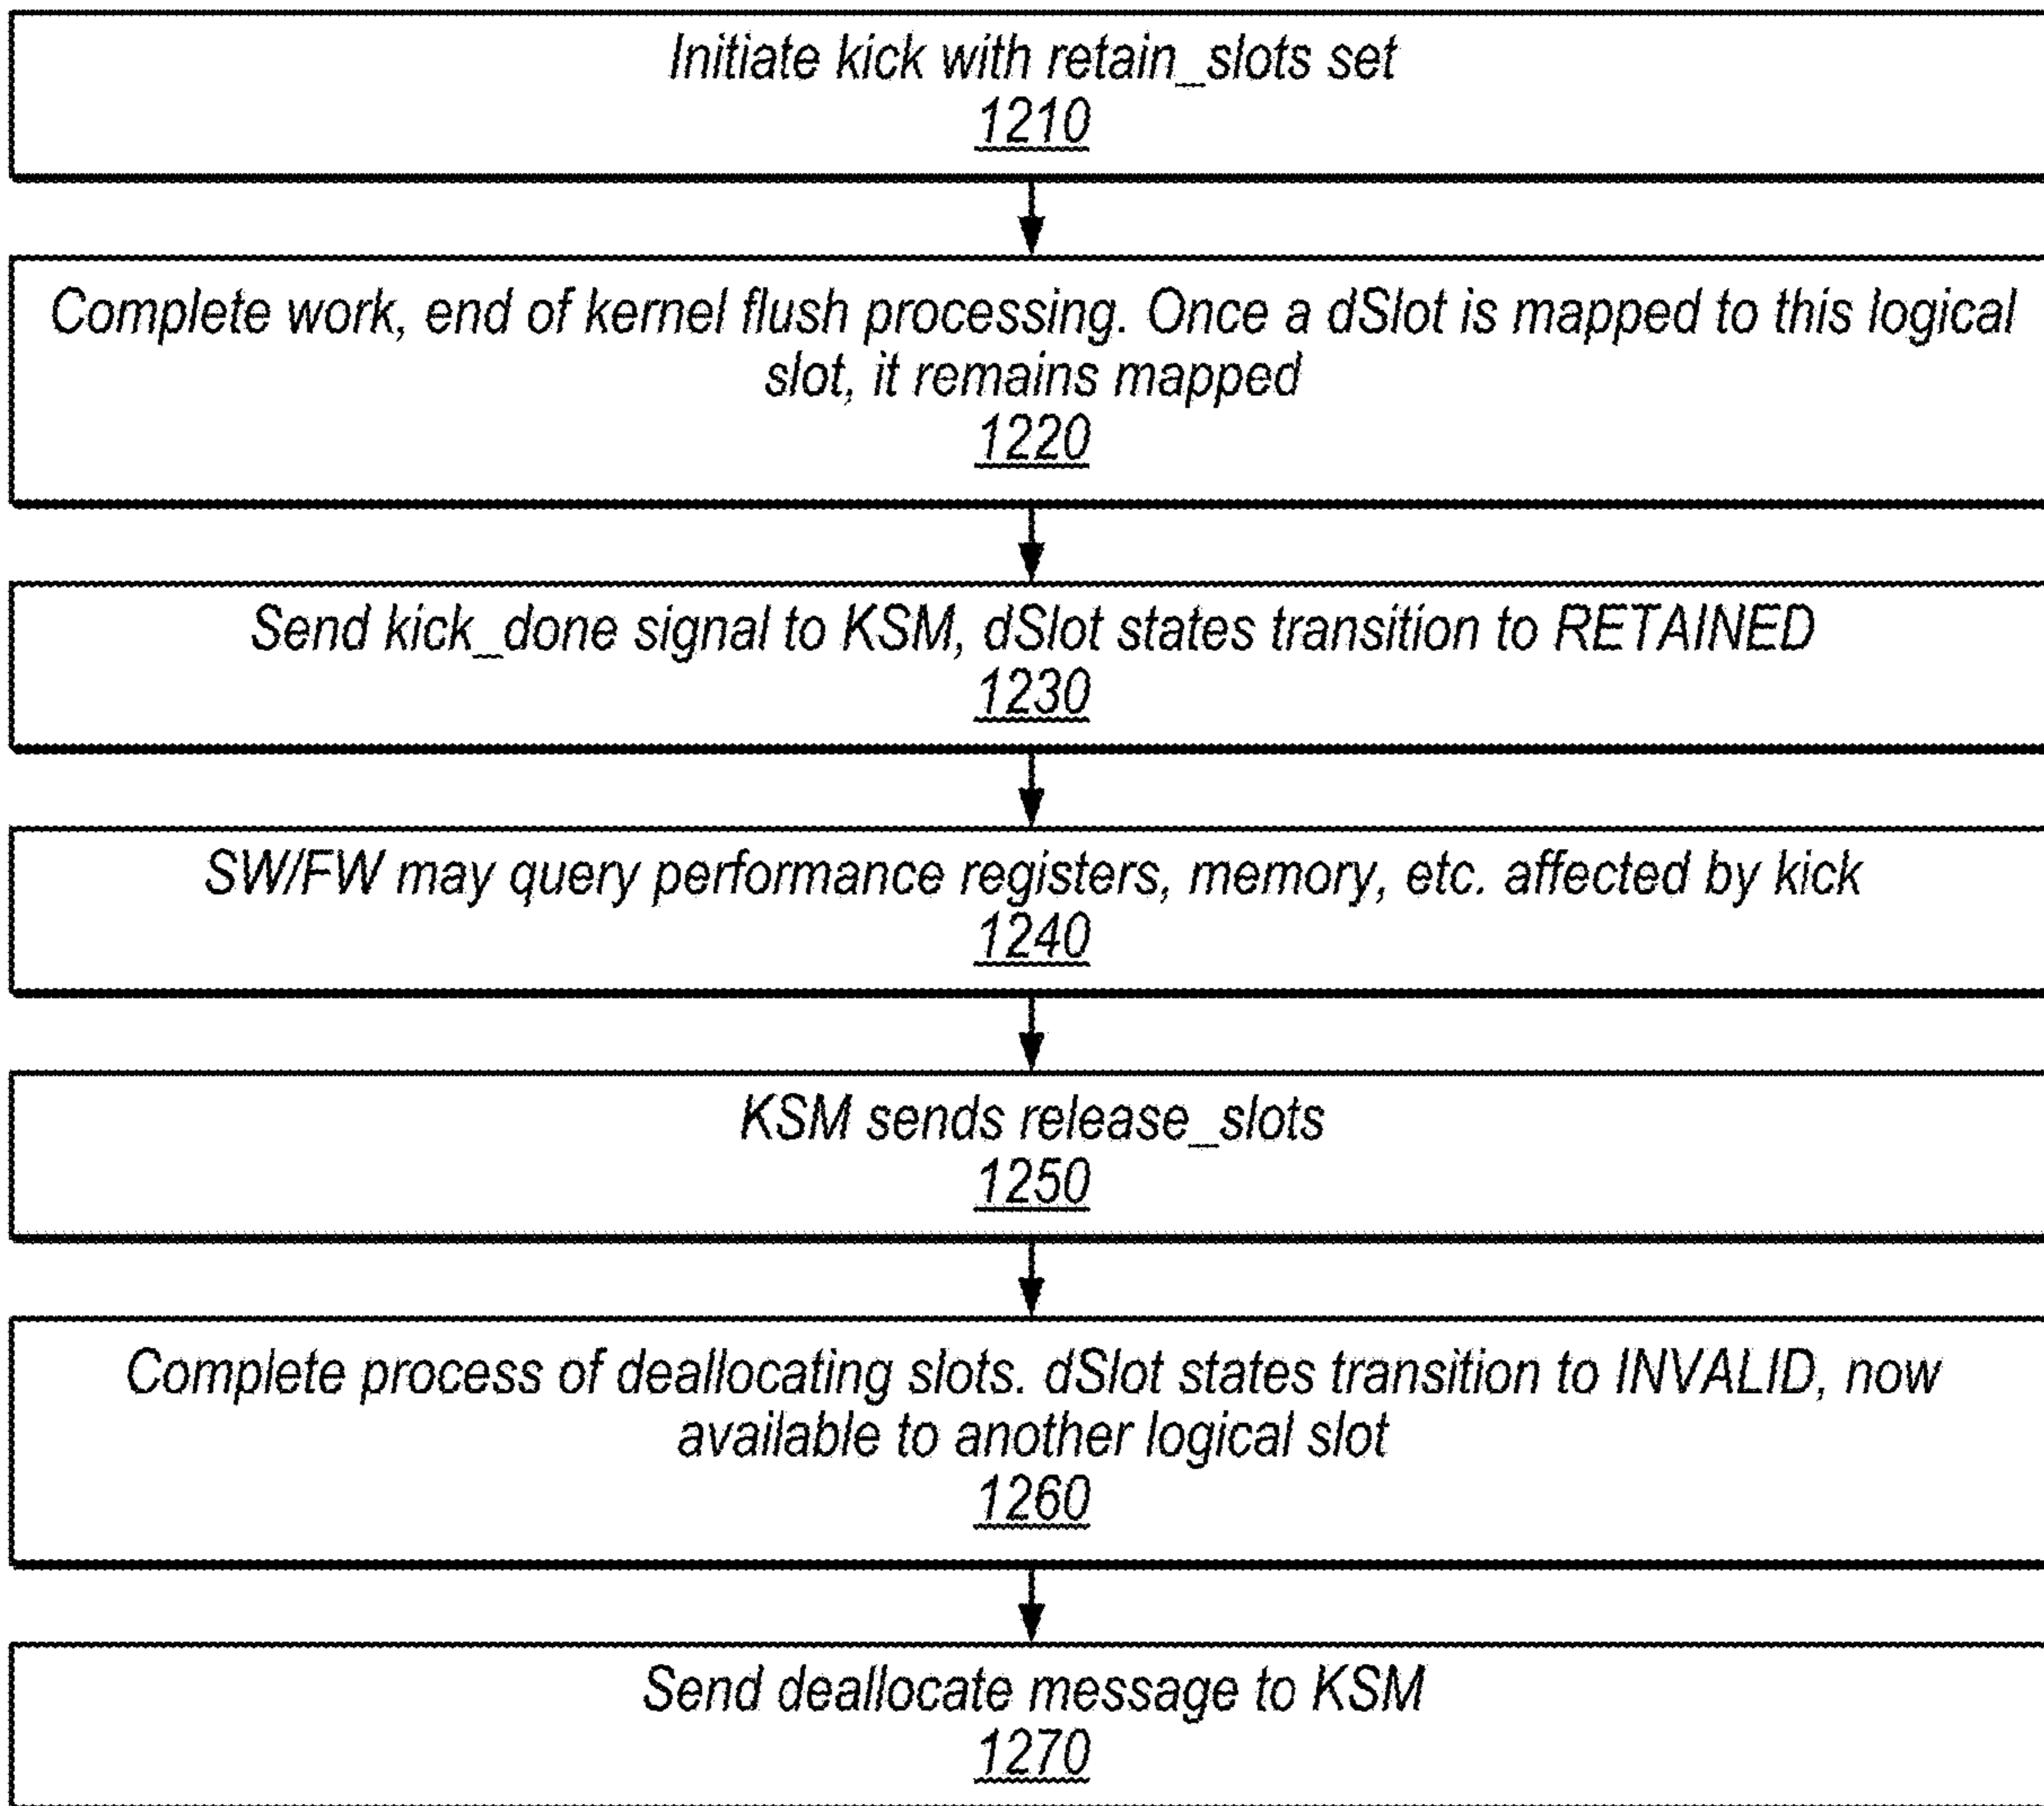 Initiate kick with retain_slots set
1210
Complete work, end of kernel flush processing. Once a dSlot is mapped to this logical
slot, it remains mapped
1220
Send kick_done signal to KSM, dSlot states transition to RETAINED
1230
SW/FW may query performance registers, memory, etc. affected by kick
1240
KSM sends release_slots
1250
Complete process of deallocating slots. dSlot states transition to INVALID, now
available to another logical slot
1260
Send deallocate message to KSM
1270